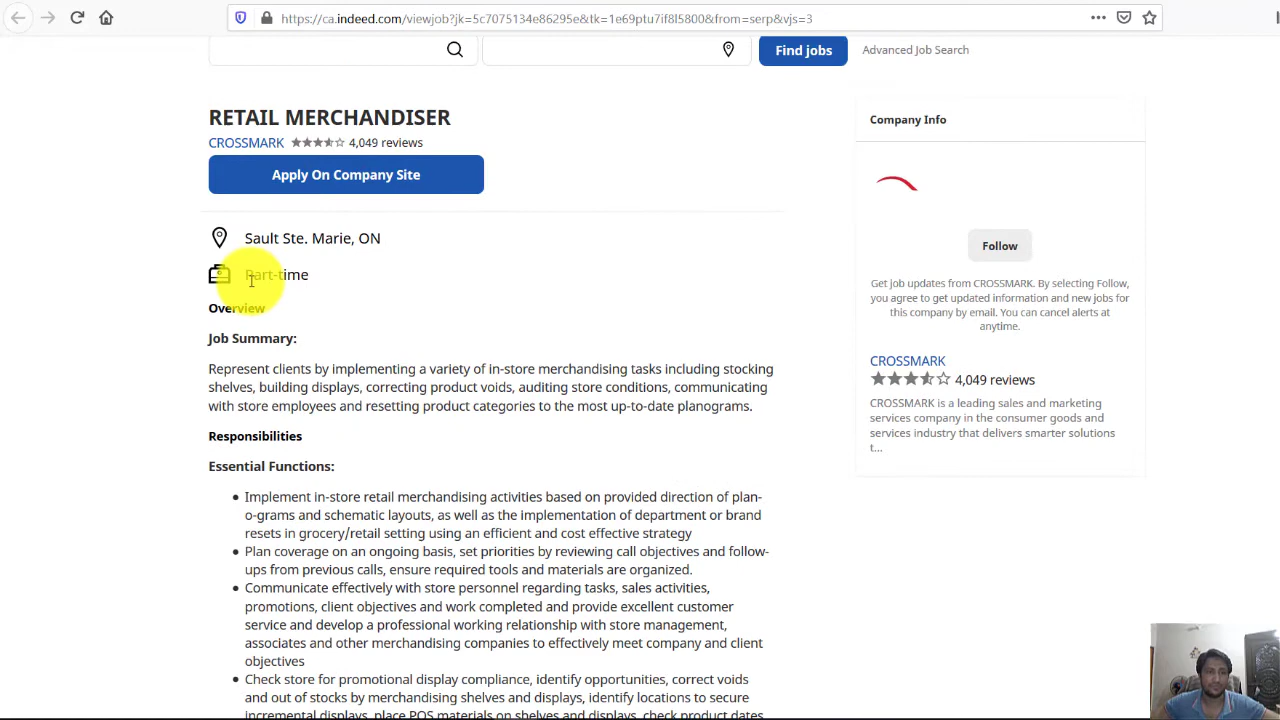 https://ca.indeed.com/viewjob?jk=5c7075134e86295e&tk=1e69ptu7if8l5800&from=serp&vjs=3
Find jobs
Advanced Job Search
RETAIL MERCHANDISER
CROSSMARK 4,049 reviews
Apply On Company Site
Sault Ste. Marie, ON
Part-time
Overview
Job Summary:
Represent clients by implementing a variety of in-store merchandising tasks including stocking
shelves, building displays, correcting product voids, auditing store conditions, communicating
with store employees and resetting product categories to the most up-to-date planograms.
Responsibilities
Essential Functions:
Implement in-store retail merchandising activities based on provided direction of plan-
o-grams and schematic layouts, as well as the implementation of department or brand
resets in grocery/retail setting using an efficient and cost effective strategy
Plan coverage on an ongoing basis, set priorities by reviewing call objectives and follow-
ups from previous calls, ensure required tools and materials are organized.
Communicate effectively with store personnel regarding tasks, sales activities,
promotions, client objectives and work completed and provide excellent customer
service and develop a professional working relationship with store management,
associates and other merchandising companies to effectively meet company and client
objectives
Check store for promotional display compliance, identify opportunities, correct voids
and out of stocks by merchandising shelves and displays, identify locations to secure
incremental displays, place POS materials on shelves and displays, check product dates
Company Info
Follow
Get job updates from CROSSMARK. By selecting Follow,
you agree to get updated information and new jobs for
this company by email. You can cancel alerts at
anytime.
CROSSMARK
4,049 reviews
CROSSMARK is a leading sales and marketing
services company in the consumer goods and
services industry that delivers smarter solutions
t...